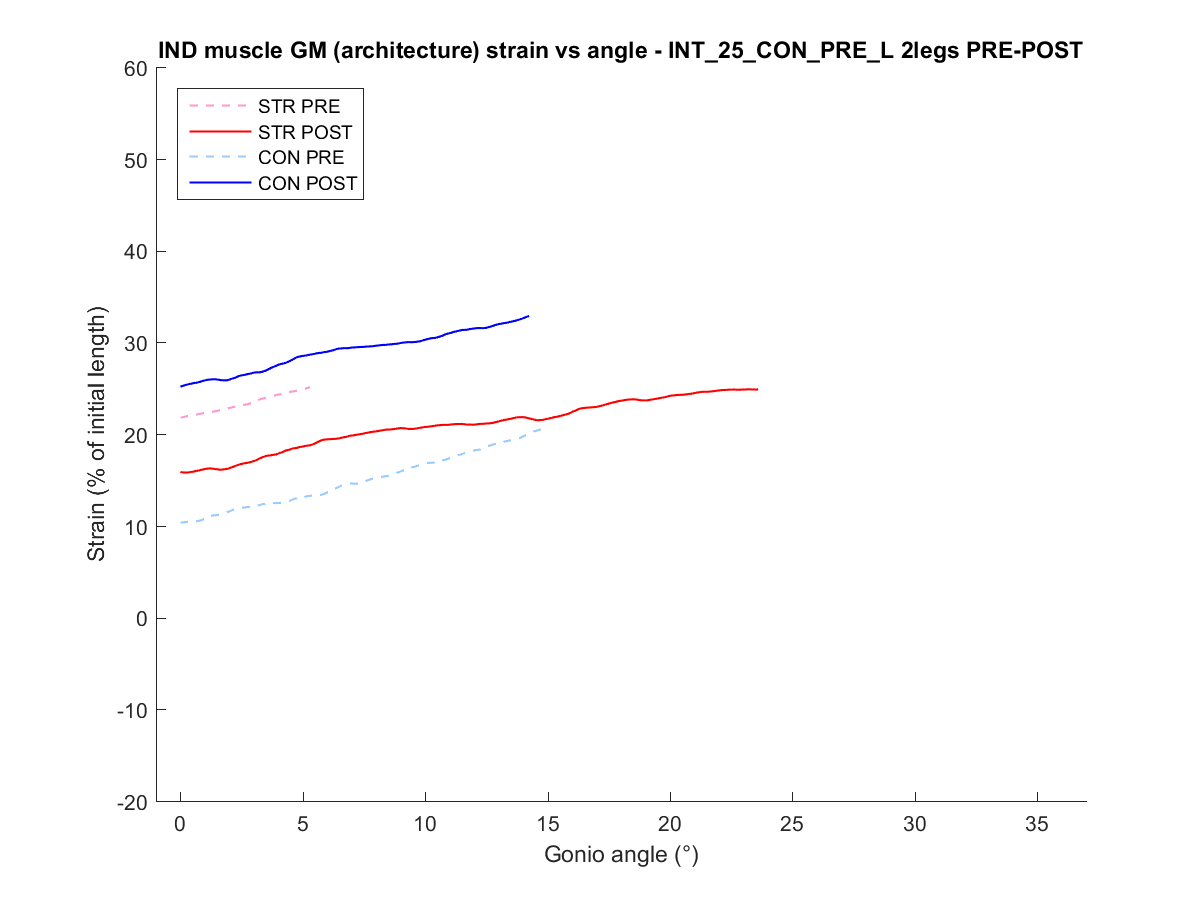 IND muscle GM (architecture) strain vs angle - INT_25_CON_PRE_L 2legs PRE-POST
STR PRE
STR POST
CON PRE
CON POST
60
50
40
30
20
10
0
-10
-20
Strain (% of initial length)
0 5 10 15 20 25 30 35
Gonio angle (°)